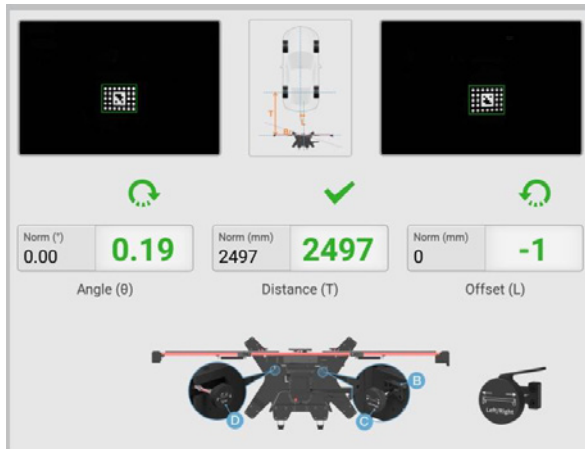 T
Norm (°)
0.00
0.19
Angle (θ)
Norm (mm)
2497
2497
Distance (T)
Norm (mm)
0
-1
Offset (L)
L
B
D
C
Left/Right